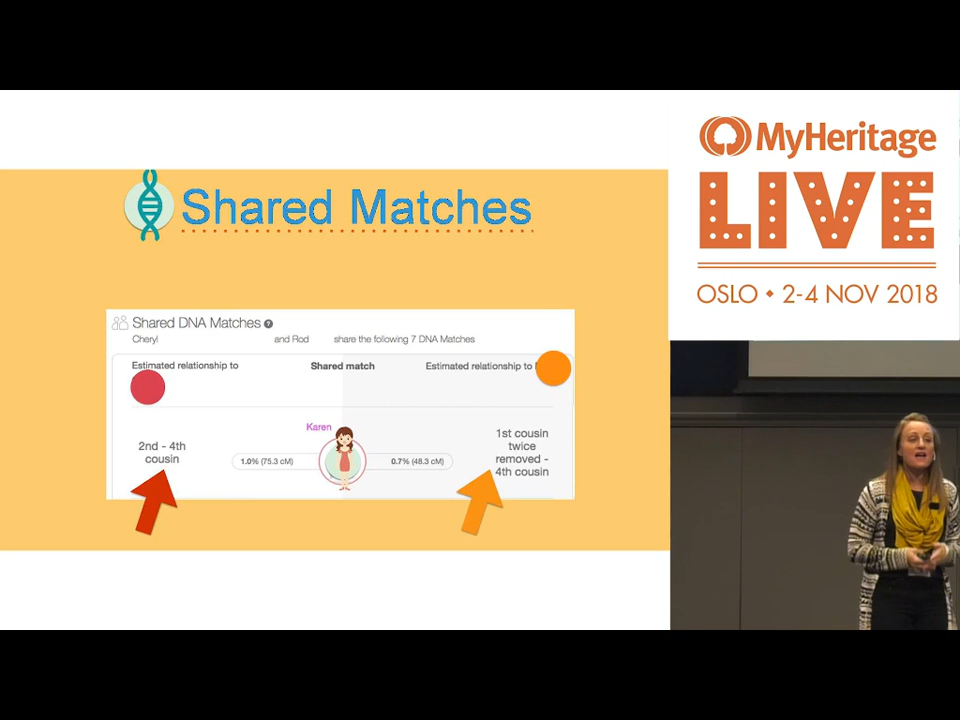 Shared Matches
Shared DNA Matches ?
Cheryl and Rod share the following 7 DNA Matches
Estimated relationship to
Shared match
Estimated relationship to
Karen
2nd - 4th
cousin
1.0% (75.3 cM)
0.7% (48.3 cM)
1st cousin
twice
removed -
4th cousin
MyHeritage
LIVE
OSLO • 2-4 NOV 2018